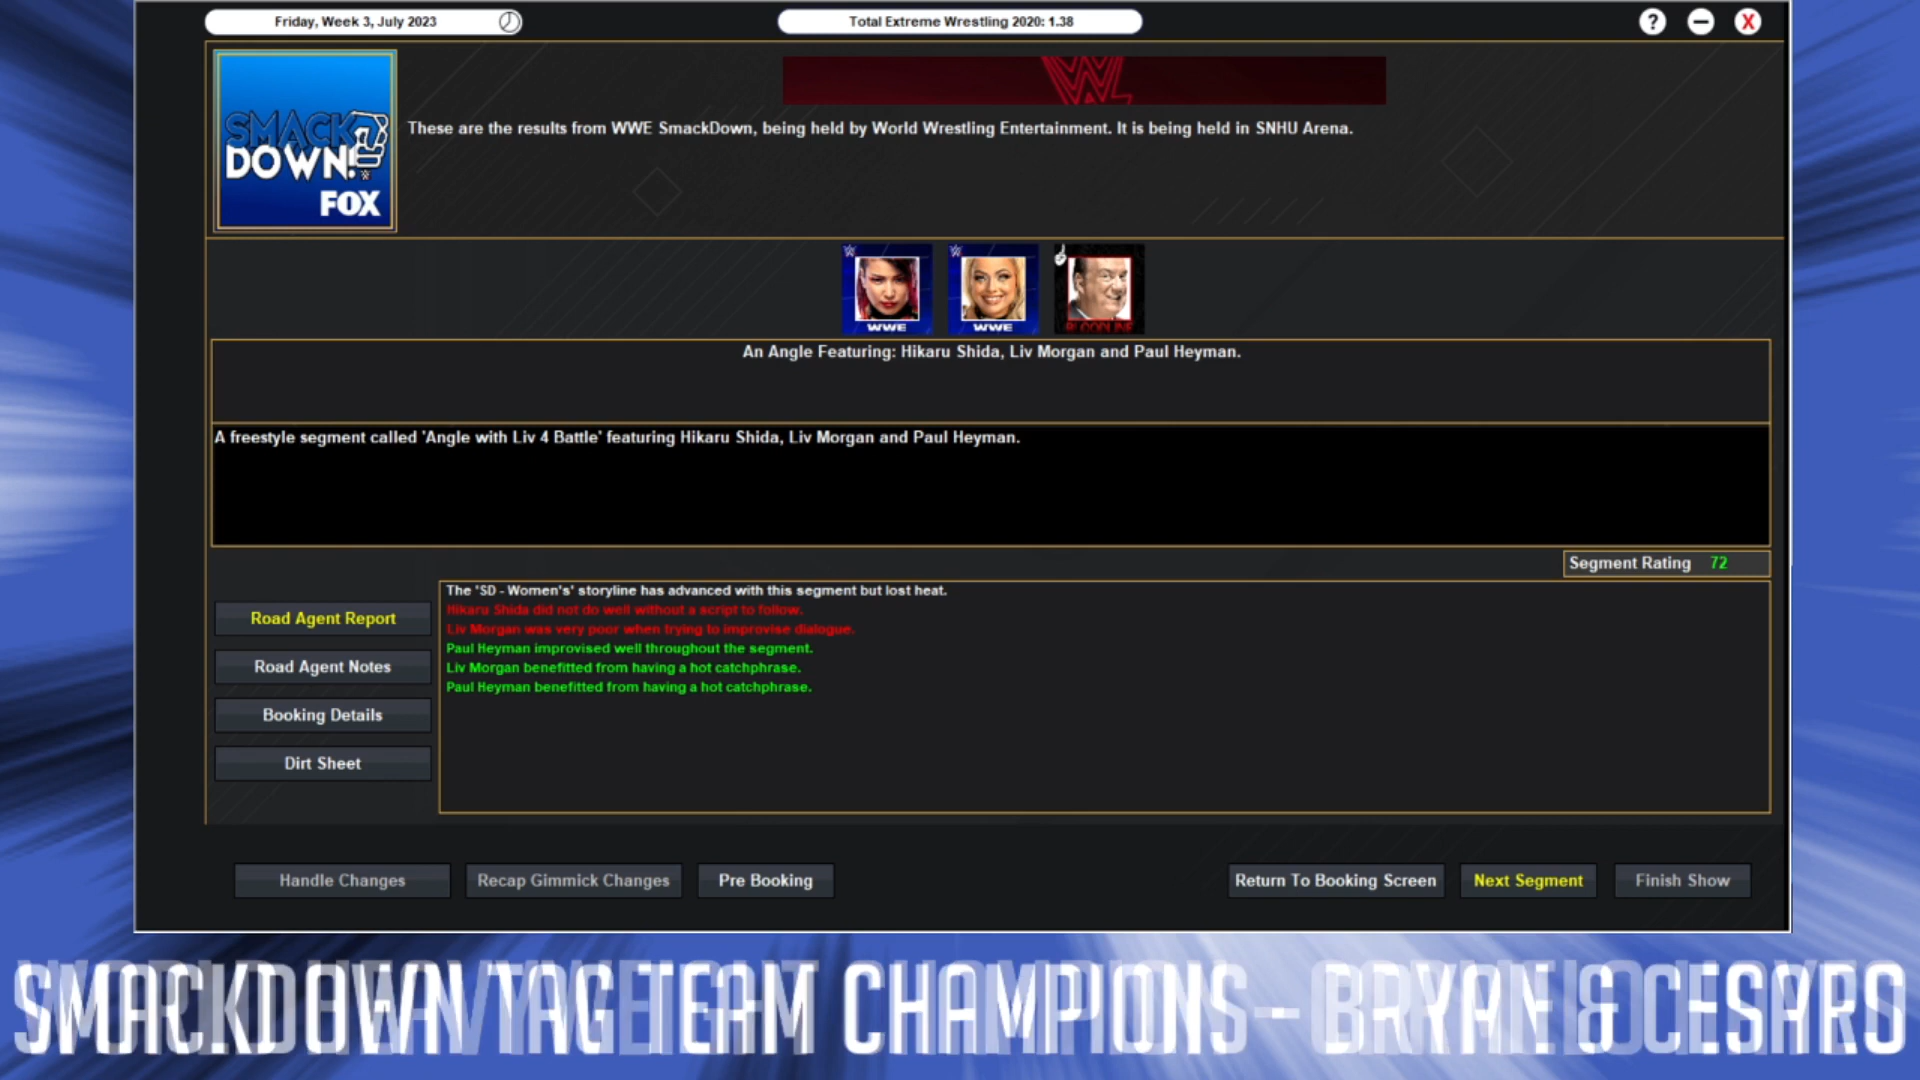 Friday, Week 3, July 2023
Total Extreme Wrestling 2020: 1.38
?
X
SMACK
DOWN!
FOX
These are the results from WWE SmackDown, being held by World Wrestling Entertainment. It is being held in SNHU Arena.
WWE
WWE
BLOODLINE
An Angle Featuring: Hikaru Shida, Liv Morgan and Paul Heyman.
A freestyle segment called 'Angle with Liv 4 Battle' featuring Hikaru Shida, Liv Morgan and Paul Heyman.
Segment Rating 72
Road Agent Report
Road Agent Notes
Booking Details
Dirt Sheet
The 'SD - Women's' storyline has advanced with this segment but lost heat.
Hikaru Shida did not do well without a script to follow.
Liv Morgan was very poor when trying to improvise dialogue.
Paul Heyman improvised well throughout the segment.
Liv Morgan benefitted from having a hot catchphrase.
Paul Heyman benefitted from having a hot catchphrase.
Handle Changes
Recap Gimmick Changes
Pre Booking
Return To Booking Screen
Next Segment
Finish Show
SMACKDOWN TAG TEAM CHAMPIONS - BRYAN &